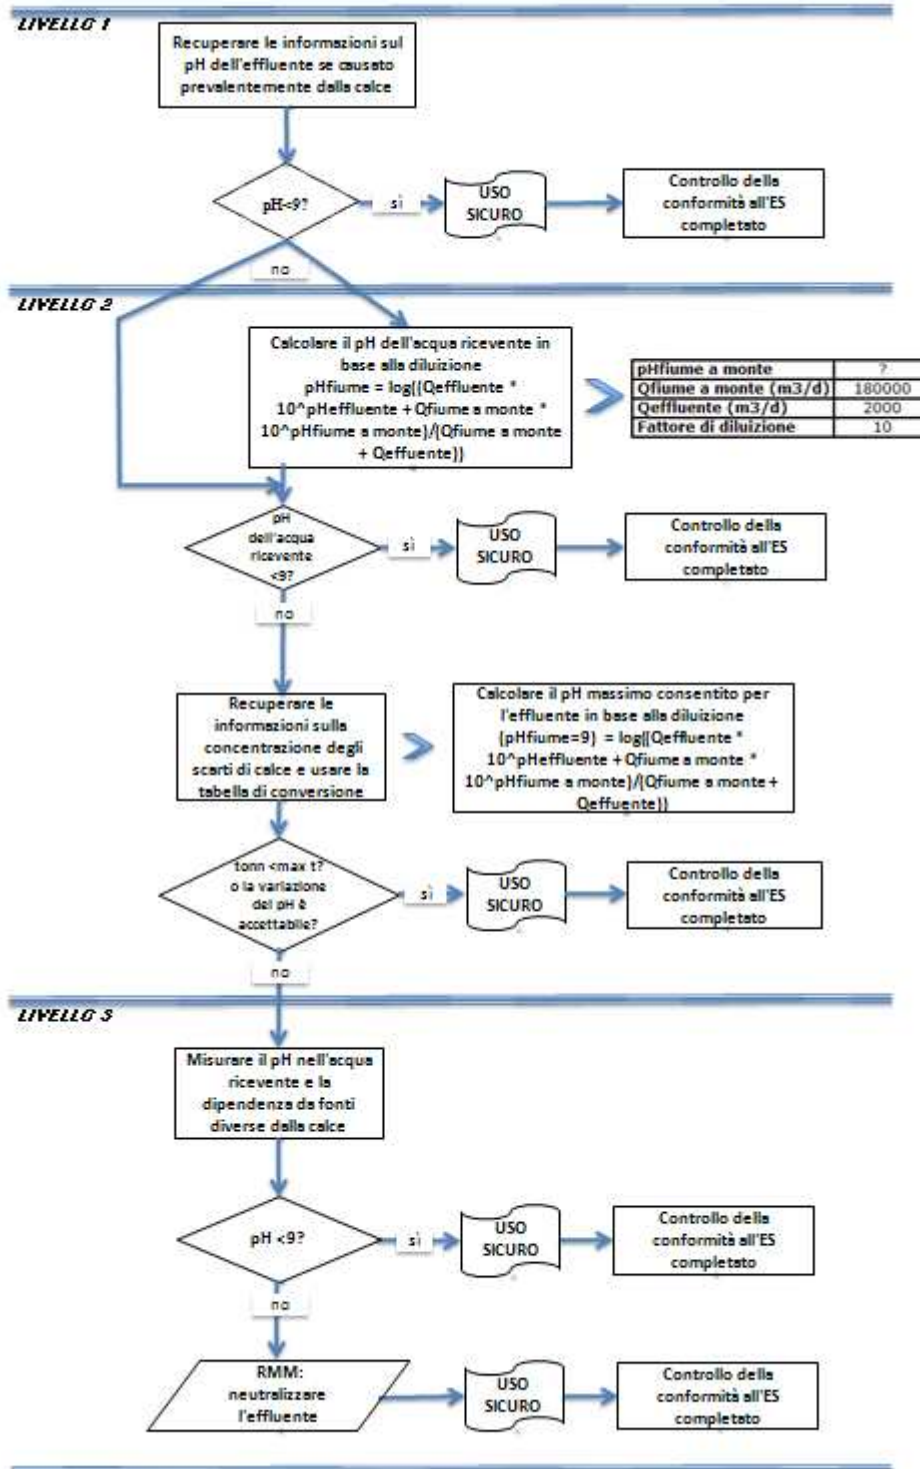 LIVELLO 1
Recuperare le informazioni sul
pH dell'effluente se causato
prevalentemente dalla calce
pH<9?
sì
USO
SICURO
Controllo della
conformità all'ES
completato
no
LIVELLO 2
Calcolare il pH dell'acqua ricevente in
base alla diluizione
pHfiume = log((Qeffluente *
10^pHeffluente + Qfiume a monte *
10^pHfiume a monte)/(Qfiume a monte
+ Qeffuente))
pHfiume a monte ?
Qfiume a monte (m3/d) 180000
Qeffluente (m3/d) 2000
Fattore di diluizione 10
pH
dell'acqua
ricevente
<9?
sì
USO
SICURO
Controllo della
conformità all'ES
completato
no
Recuperare le
informazioni sulla
concentrazione degli
scarti di calce e usare la
tabella di conversione
Calcolare il pH massimo consentito per
l'effluente in base alla diluizione
(pHfiume=9) = log((Qeffluente *
10^pHeffluente + Qfiume a monte *
10^pHfiume a monte)/(Qfiume a monte +
Qeffuente))
tonn <max t?
o la variazione
del pH è
accettabile?
sì
USO
SICURO
Controllo della
conformità all'ES
completato
no
LIVELLO 3
Misurare il pH nell'acqua
ricevente e la
dipendenza da fonti
diverse dalla calce
pH <9?
sì
USO
SICURO
Controllo della
conformità all'ES
completato
no
RMM:
neutralizzare
l'effluente
USO
SICURO
Controllo della
conformità all'ES
completato